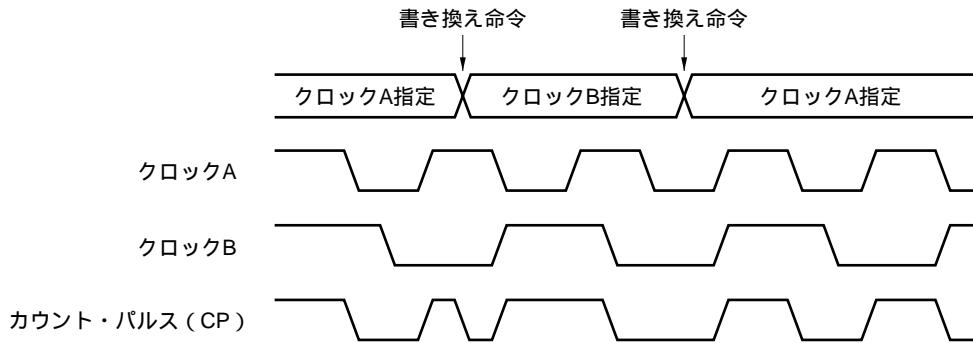 書き換え命令 書き換え命令
クロックA指定 クロックB指定 クロックA指定
クロックA
クロックB
カウント・パルス(CP)